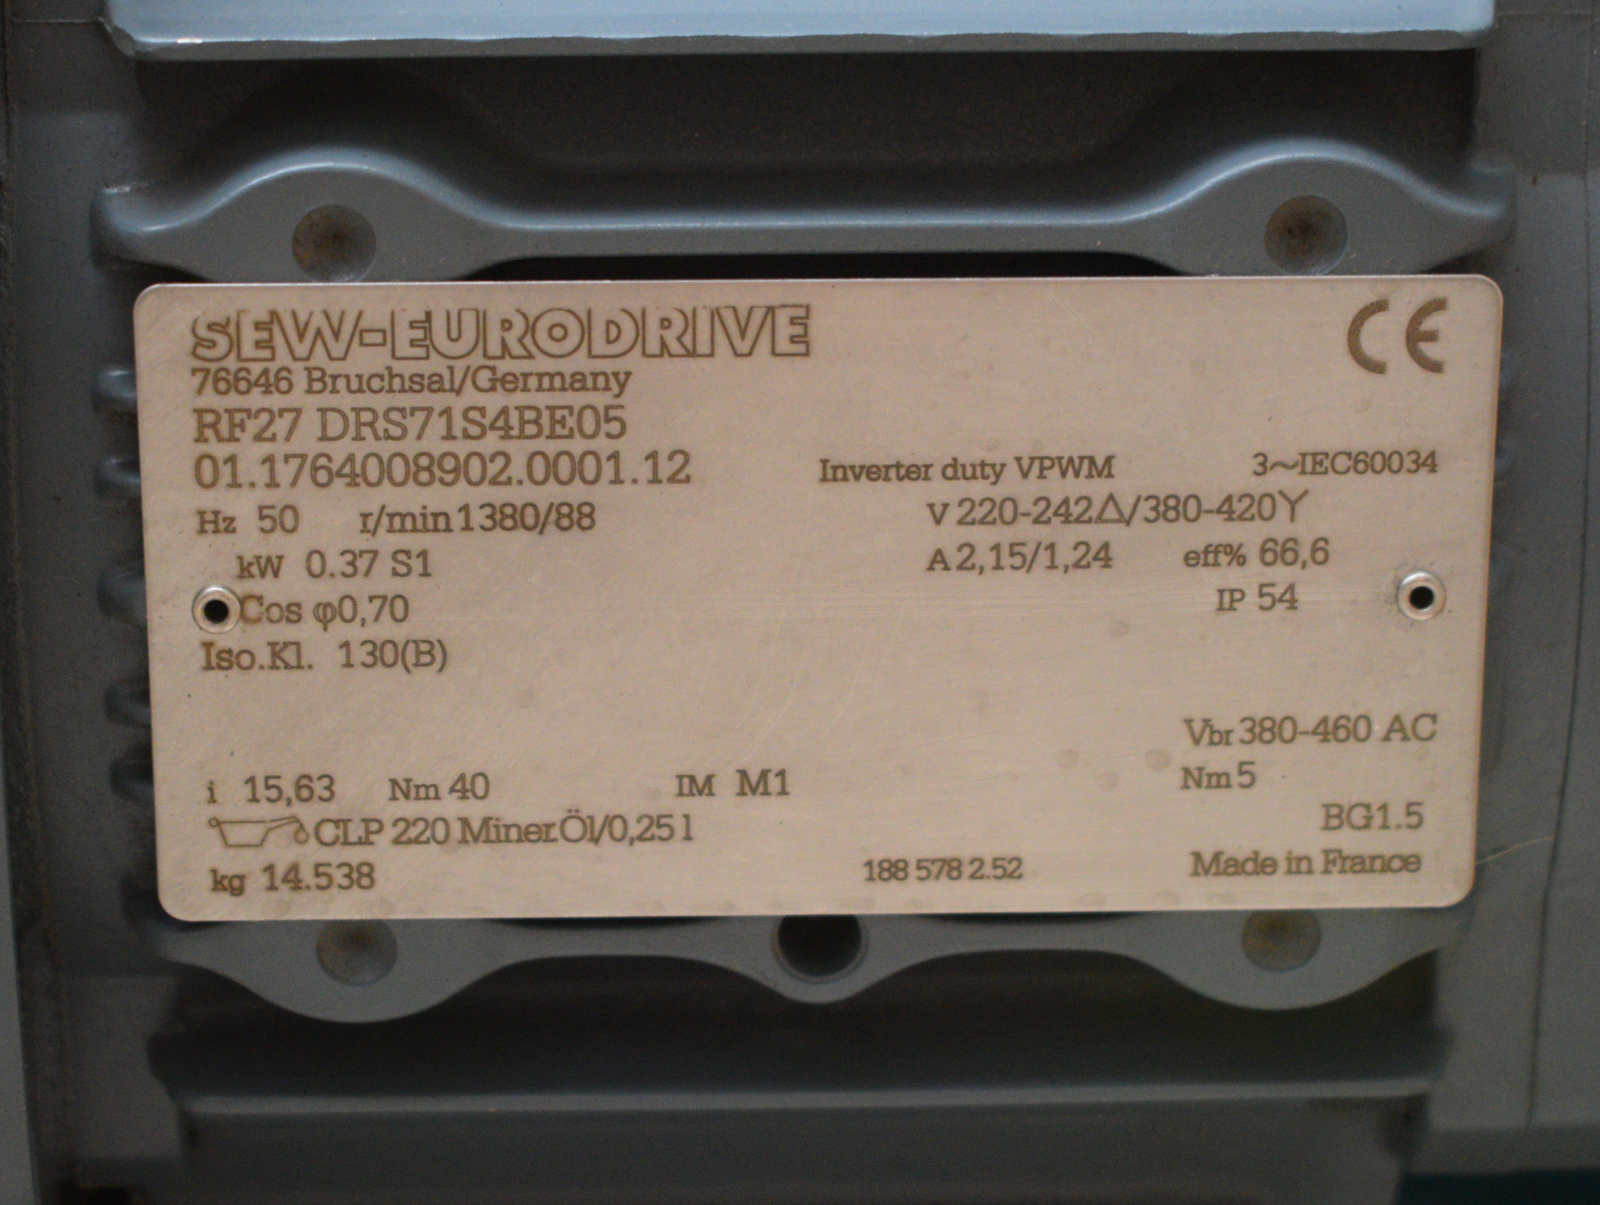 SEW-EURODRIVE
CE
76646 Bruchsal/Germany
RF27 DRS71S4BE05
01.1764008902.0001.12
Inverter duty VPWM 3~IEC60034
Hz 50 r/min 1380/88 V 220-242Δ/380-420Y
kW 0.37 S1 A 2,15/1,24 eff% 66,6
Cos φ0,70 IP 54
Iso.Kl. 130(B)
Vbr 380-460 AC
i 15,63 Nm 40 IM M1 Nm 5
CLP 220 Miner.Öl/0,25 l BG1.5
kg 14.538 188 578 2.52 Made in France